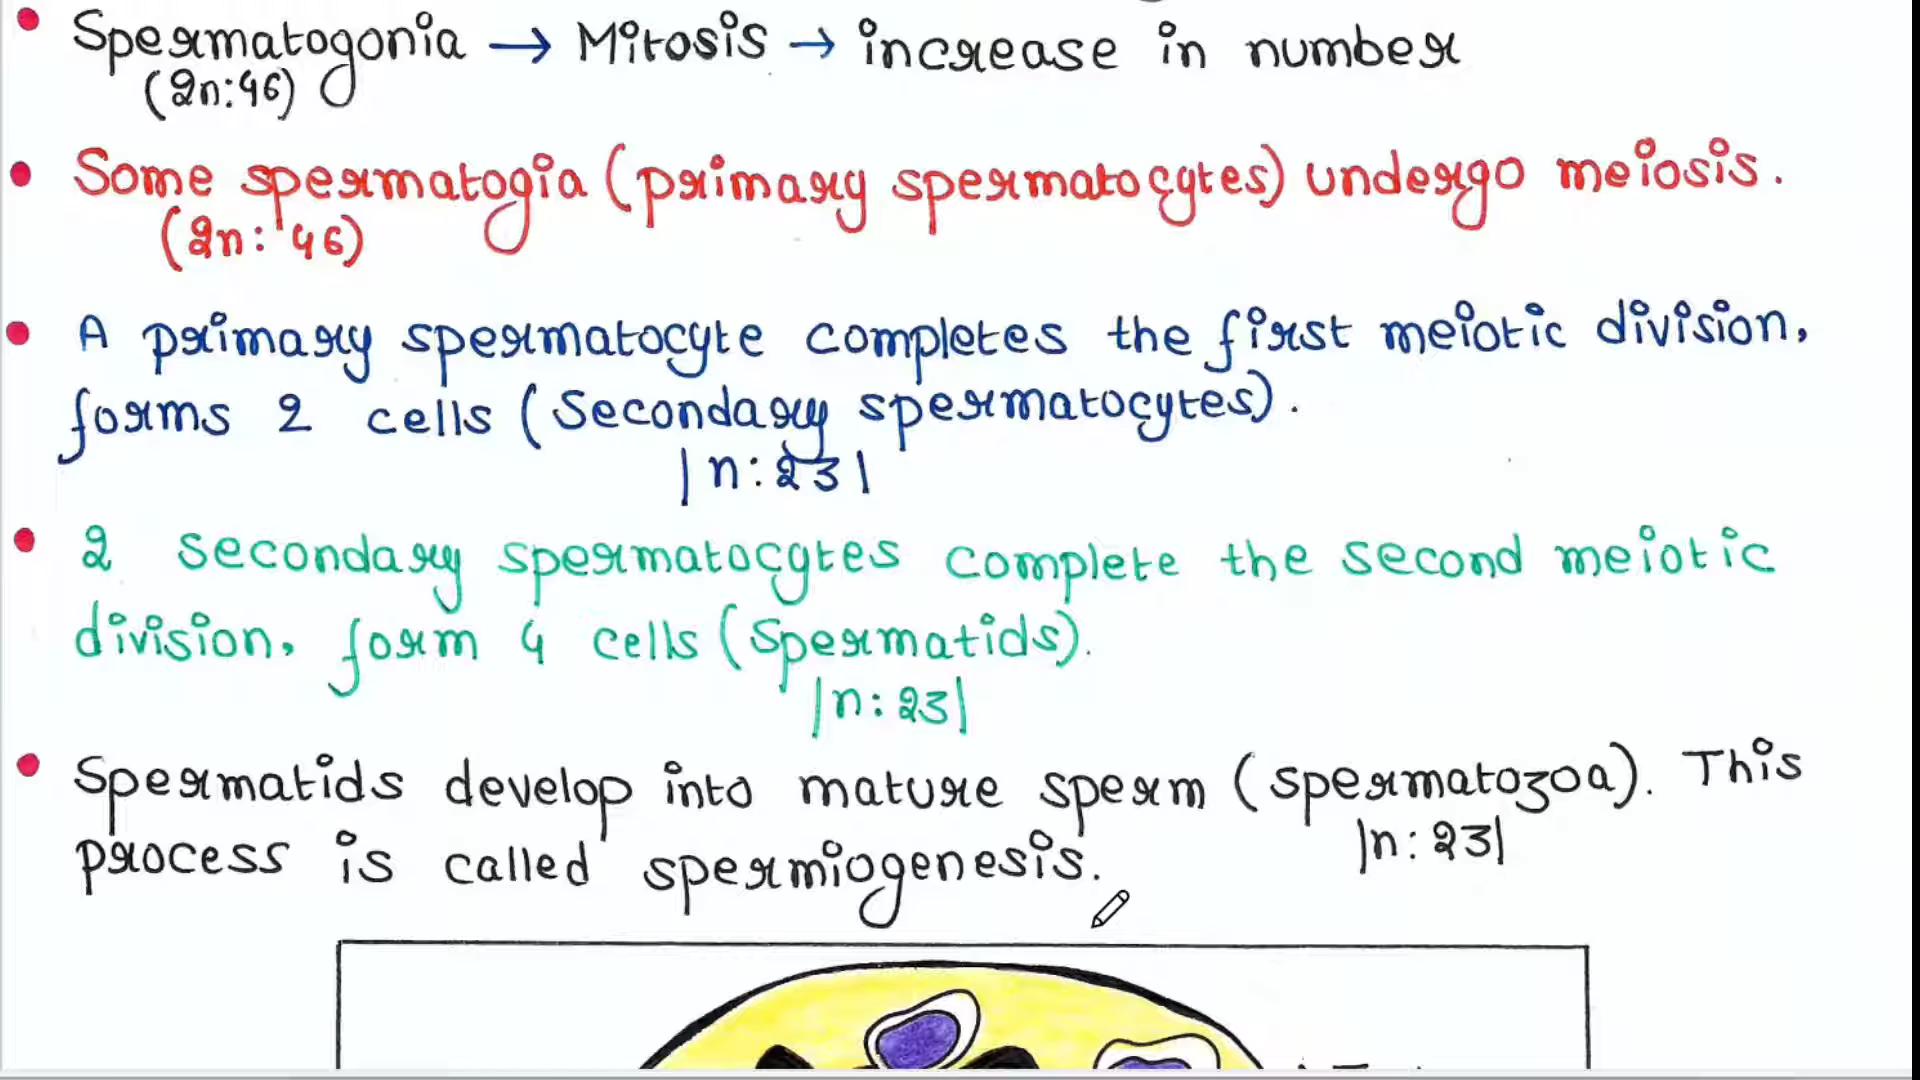 Spermatogonia → Mitosis → increase in number
(2n:46)
Some spermatogia (primary spermatocytes) undergo meiosis.
(2n: 46)
A primary spermatocyte completes the first meiotic division,
forms 2 cells (Secondary spermatocytes).
|n:23|
2 secondary spermatocytes complete the second meiotic
division, form 4 cells (Spermatids).
|n:23|
Spermatids develop into mature sperm (spermatozoa). This
|n:23|
process is called spermiogenesis.